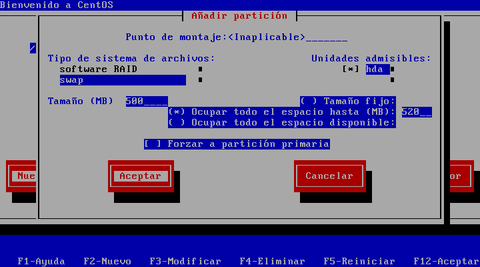 Bienvenido a CentOS
Añadir partición
Punto de montaje:<Inaplicable>_______
Tipo de sistema de archivos: Unidades admisibles:
software RAID [*] hda
swap
Tamaño (MB) 500____ ( ) Tamaño fijo:
(*) Ocupar todo el espacio hasta (MB): 520__
( ) Ocupar todo el espacio disponible:
[ ] Forzar a partición primaria
Nue Aceptar Cancelar or
F1-Ayuda F2-Nuevo F3-Modificar F4-Eliminar F5-Reiniciar F12-Aceptar